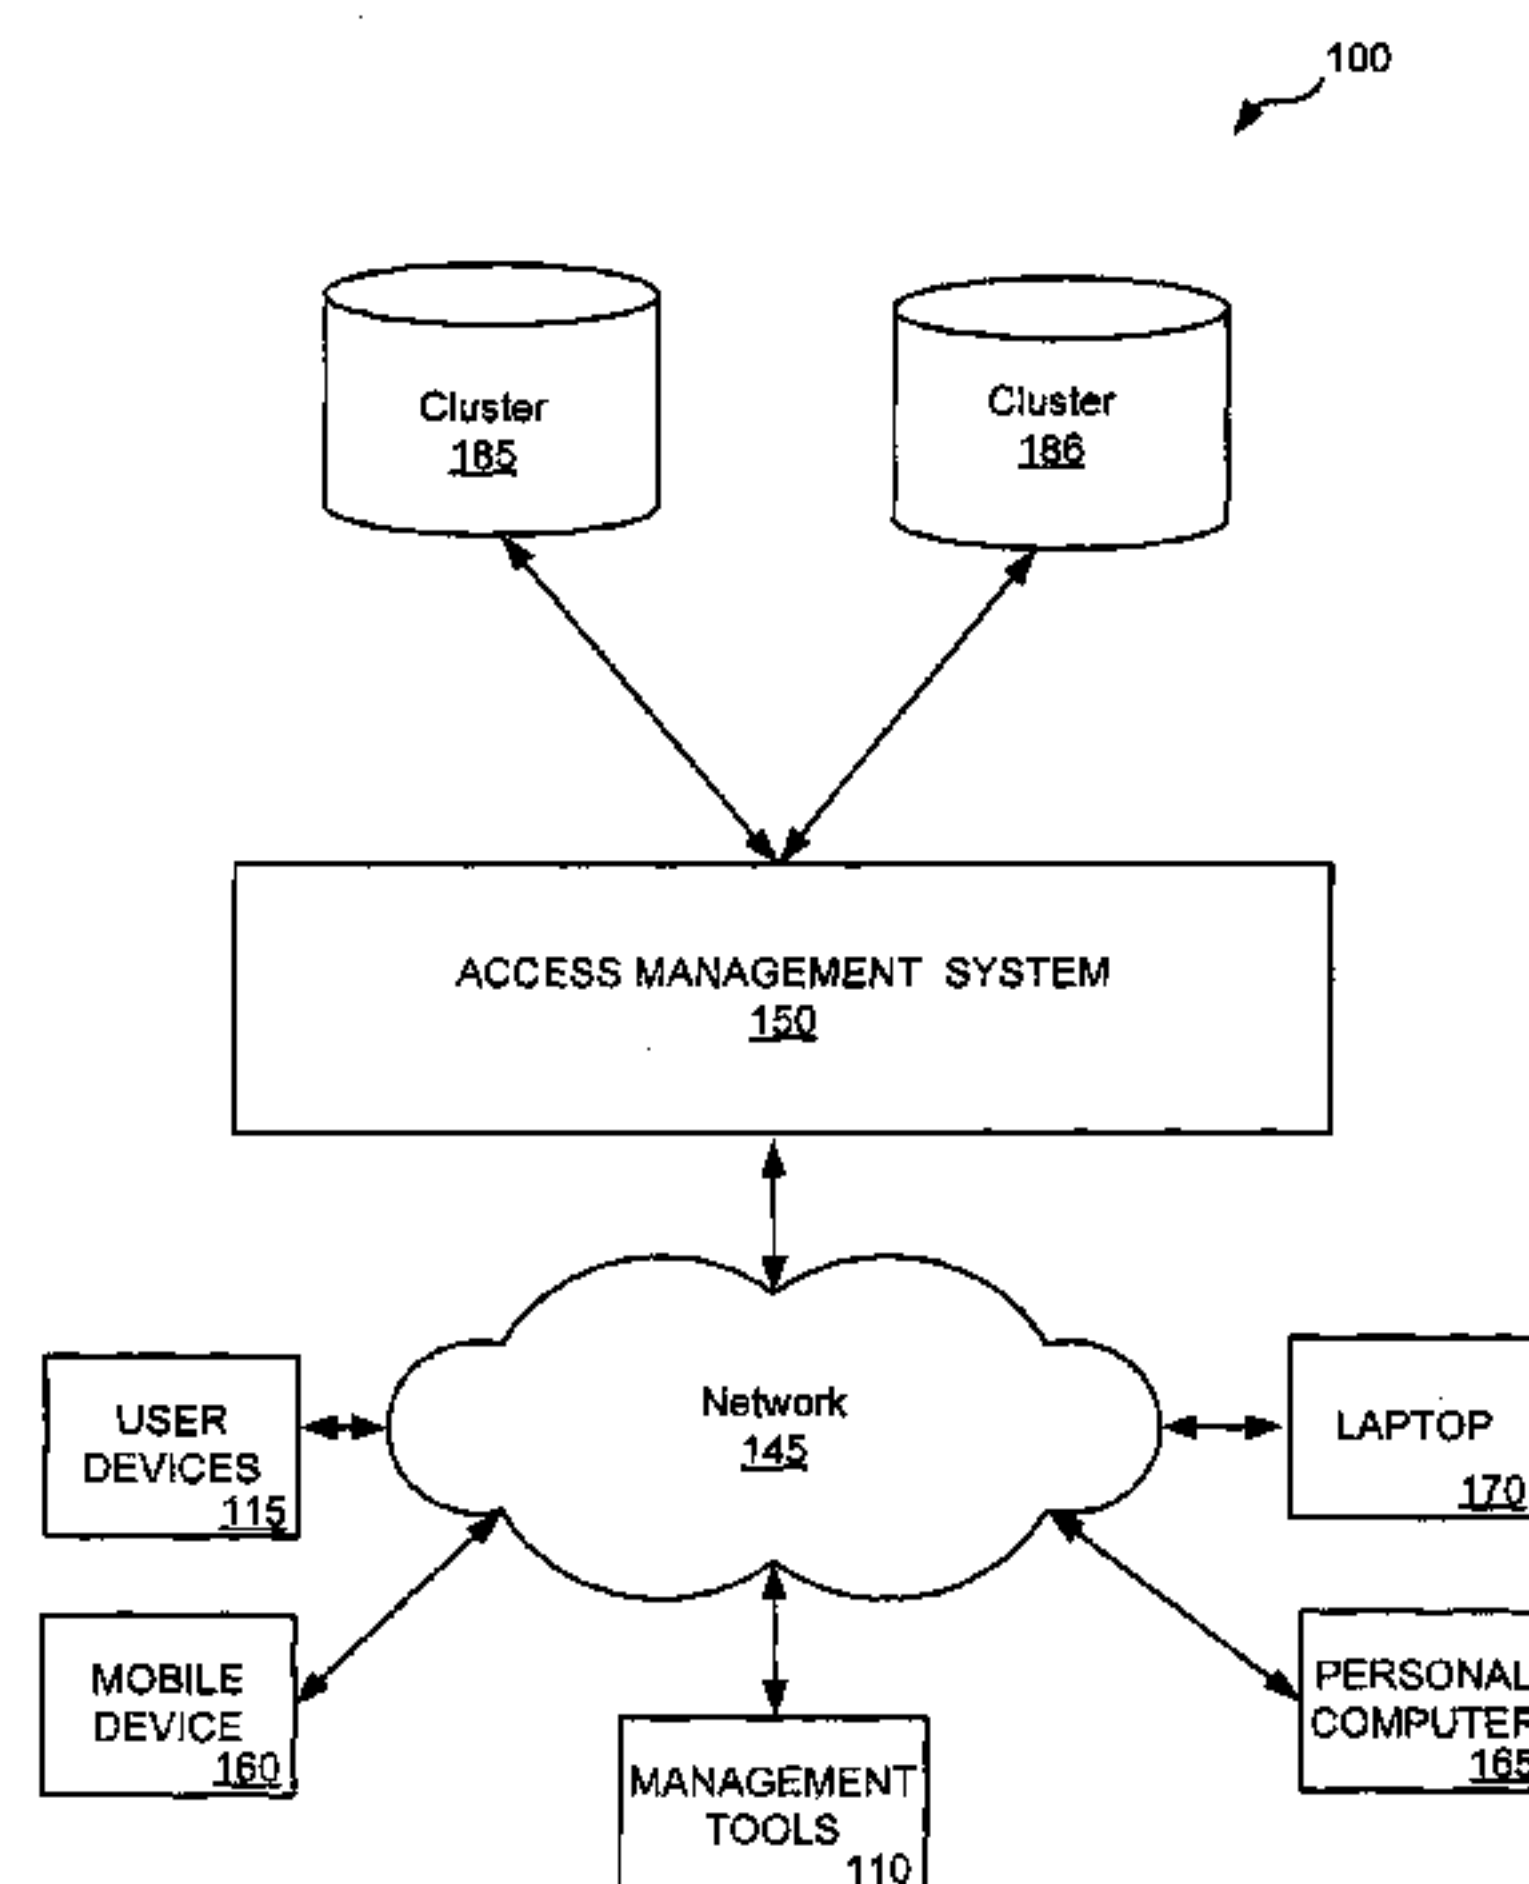 100
Cluster
185
Cluster
186
ACCESS MANAGEMENT SYSTEM
150
Network
145
USER
DEVICES
115
LAPTOP
170
MOBILE
DEVICE
160
PERSONAL
COMPUTER
165
MANAGEMENT
TOOLS
110